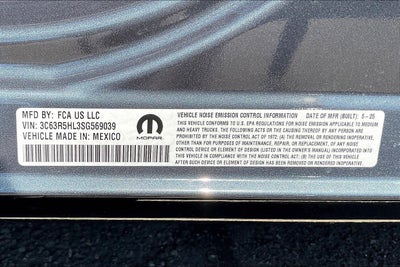 MFD BY: FCA US LLC
VIN: 3C63R5HL3SG569039
VEHICLE MADE IN: MEXICO
MOPAR
VEHICLE NOISE EMISSION CONTROL INFORMATION DATE OF MFR (BUILT): 5-25
THIS VEHICLE CONFORMS TO U.S. EPA REGULATIONS FOR NOISE EMISSION APPLICABLE TO MEDIUM
AND HEAVY TRUCKS. THE FOLLOWING ACTS OR THE CAUSING THEREOF BY ANY PERSON
ARE PROHIBITED BY THE NOISE CONTROL ACT OF 1972: (A) THE REMOVAL OR RENDERING INOPERATIVE,
OTHER THAN FOR PURPOSES OF MAINTENANCE, REPAIR, OR REPLACEMENT, OF ANY NOISE CONTROL
DEVICE OR ELEMENT OF DESIGN (LISTED IN THE OWNER'S MANUAL) INCORPORATED INTO THIS VEHICLE
IN COMPLIANCE WITH THE NOISE CONTROL ACT; (B) THE USE OF THIS VEHICLE AFTER SUCH DEVICE
OR ELEMENT OF DESIGN HAS BEEN REMOVED OR RENDERED INOPERATIVE.